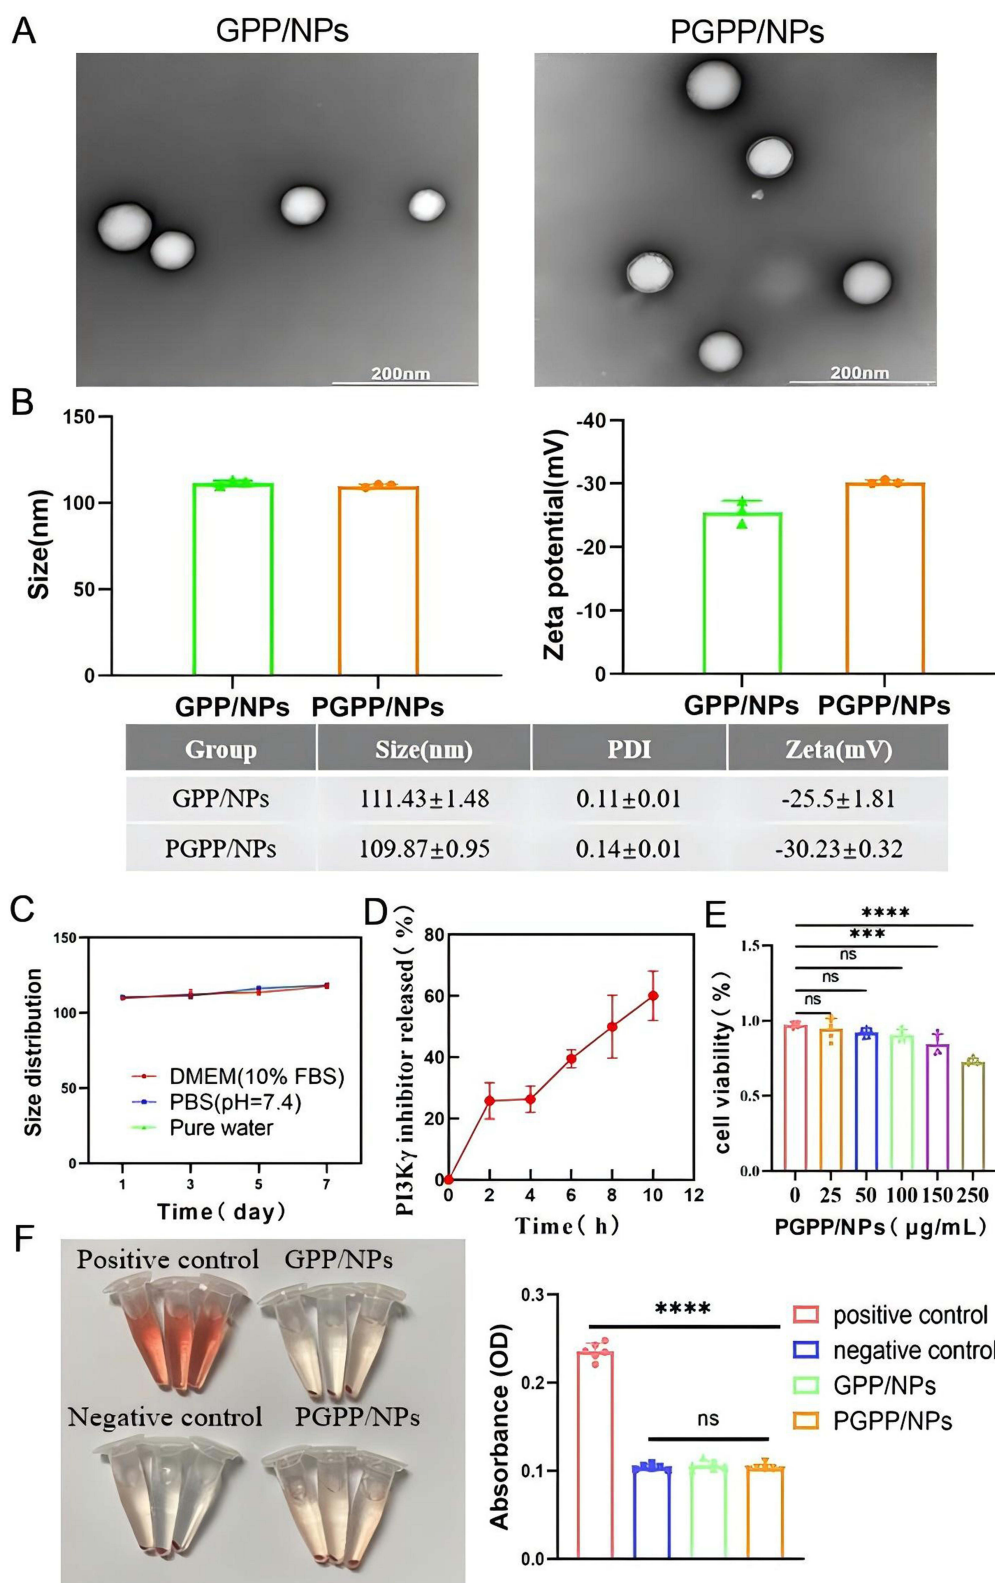 A
GPP/NPs
PGPP/NPs
200nm
200nm
B
150
100
50
0
Size(nm)
GPP/NPs PGPP/NPs
-40
-30
-20
-10
0
Zeta potential(mV)
GPP/NPs PGPP/NPs
Group Size(nm) PDI Zeta(mV)
GPP/NPs 111.43±1.48 0.11±0.01 -25.5±1.81
PGPP/NPs 109.87±0.95 0.14±0.01 -30.23±0.32
C
150
100
50
0
Size distribution
DMEM(10% FBS)
PBS(pH=7.4)
Pure water
1 3 5 7
Time( day)
D
80
60
40
20
0
PI3Kγ inhibitor released( %)
0 2 4 6 8 10 12
Time( h)
E
1.5
1.0
0.5
0.0
cell viability( %)
****
***
ns
ns
ns
0 25 50 100 150 250
PGPP/NPs( μg/mL)
F
Positive control GPP/NPs
Negative control PGPP/NPs
0.3
0.2
0.1
0.0
Absorbance (OD)
****
ns
positive control
negative control
GPP/NPs
PGPP/NPs